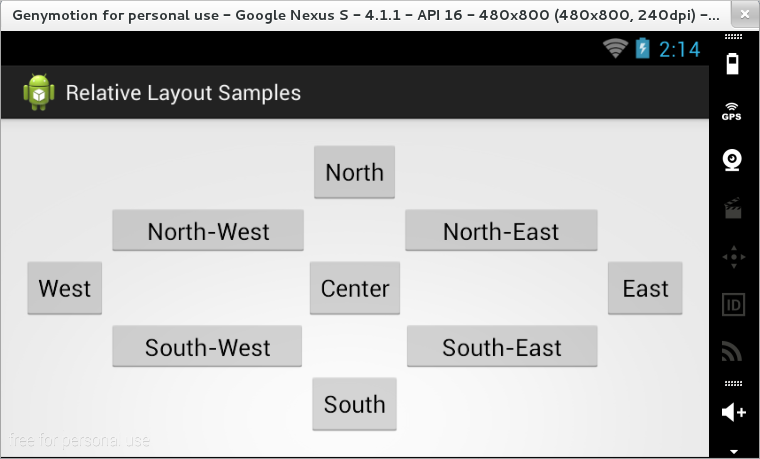 Genymotion for personal use - Google Nexus S - 4.1.1 - API 16 - 480x800 (480x800, 240dpi) -...
2:14
Relative Layout Samples
GPS
North
North-West North-East
West Center East
ID
South-West South-East
South
free for personal use